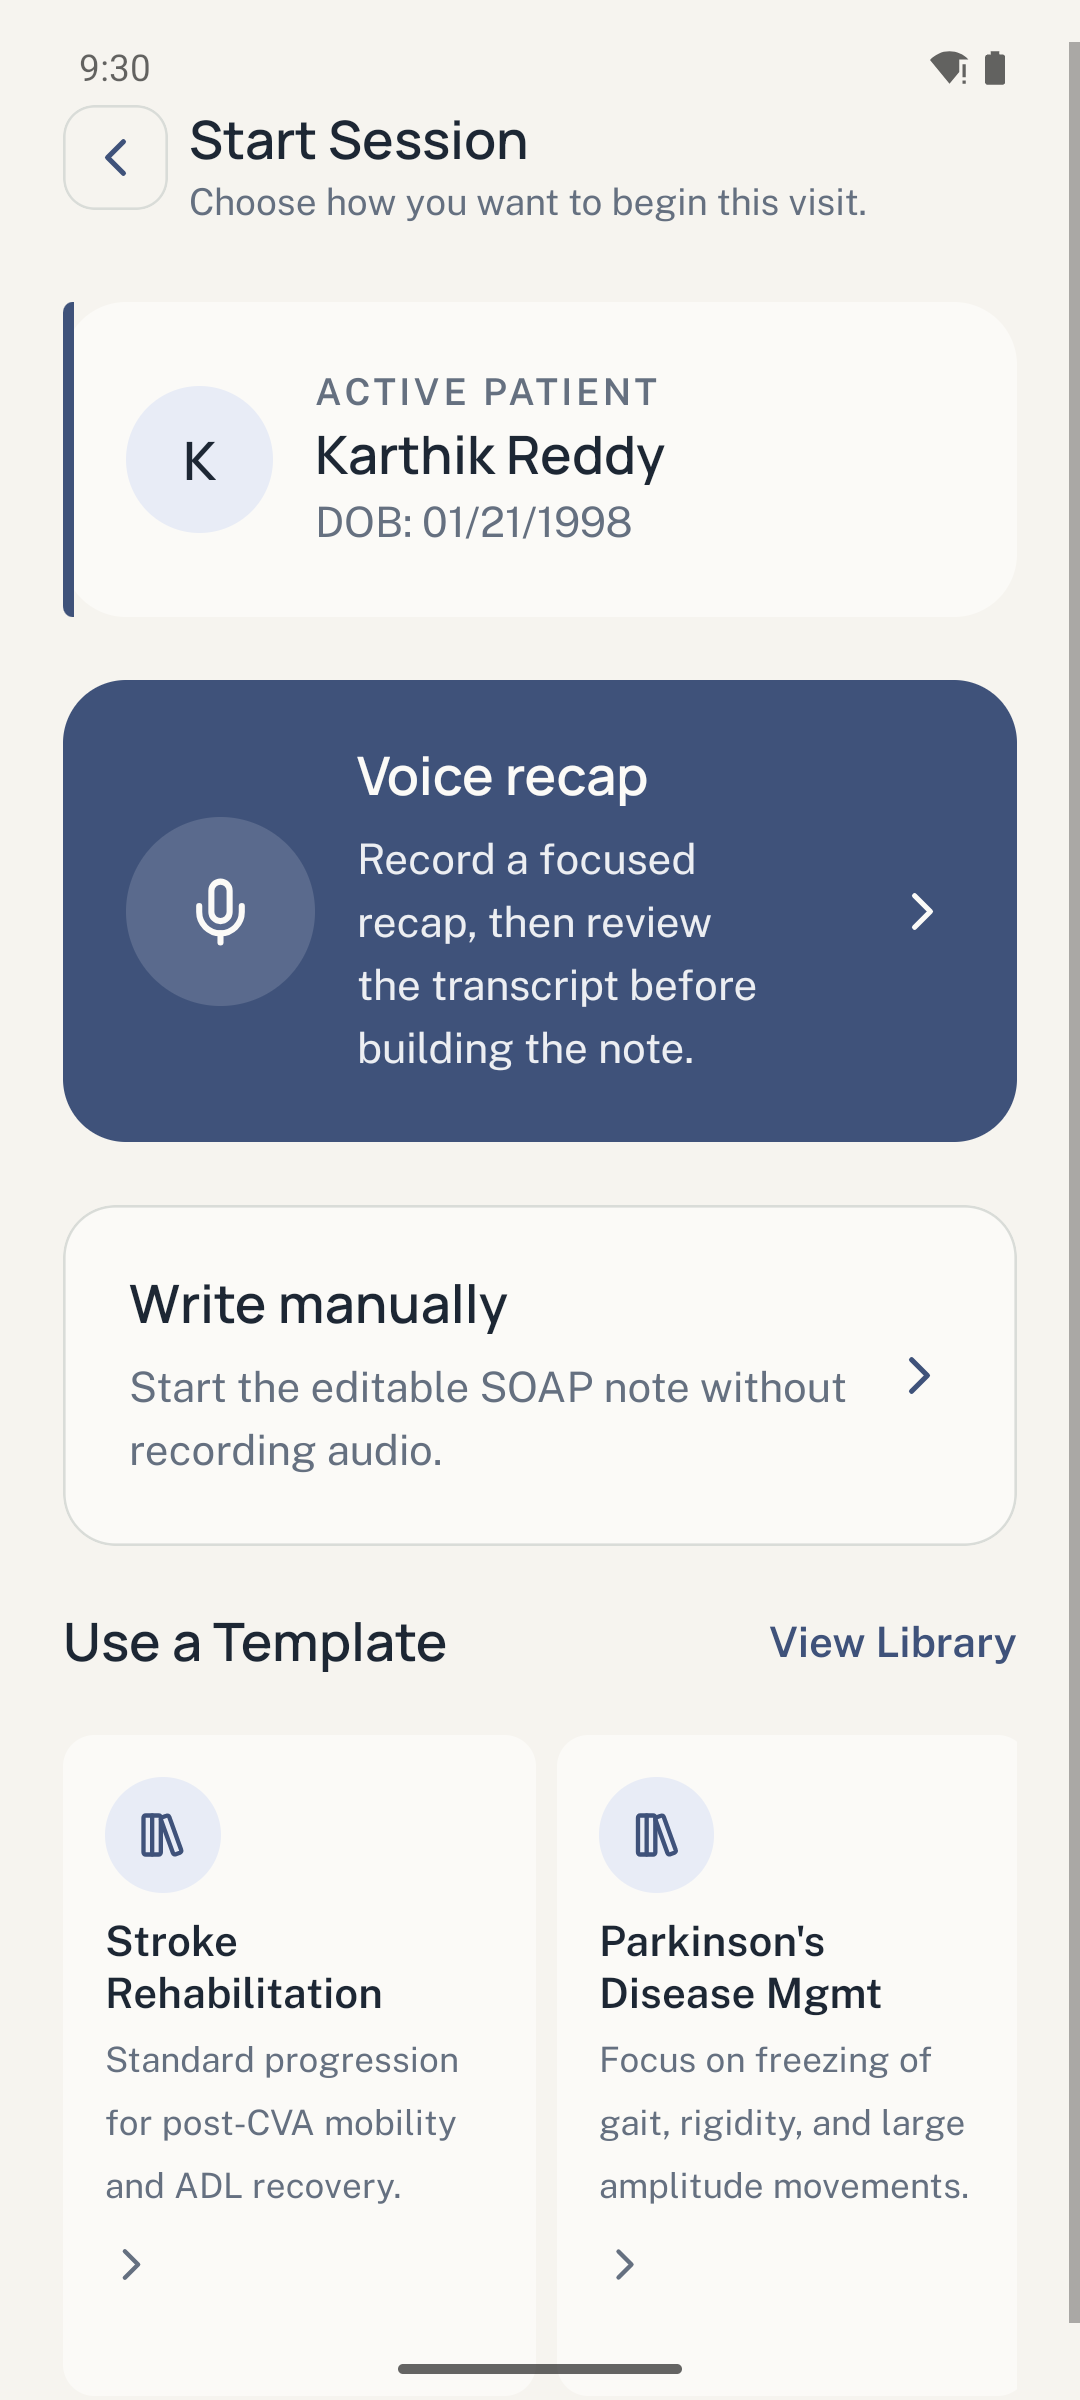 9:30
Start Session
Choose how you want to begin this visit.
ACTIVE PATIENT
K
Karthik Reddy
DOB: 01/21/1998
Voice recap
Record a focused
recap, then review
the transcript before
building the note.
Write manually
Start the editable SOAP note without
recording audio.
Use a Template
View Library
Stroke
Rehabilitation
Standard progression
for post-CVA mobility
and ADL recovery.
Parkinson's
Disease Mgmt
Focus on freezing of
gait, rigidity, and large
amplitude movements.